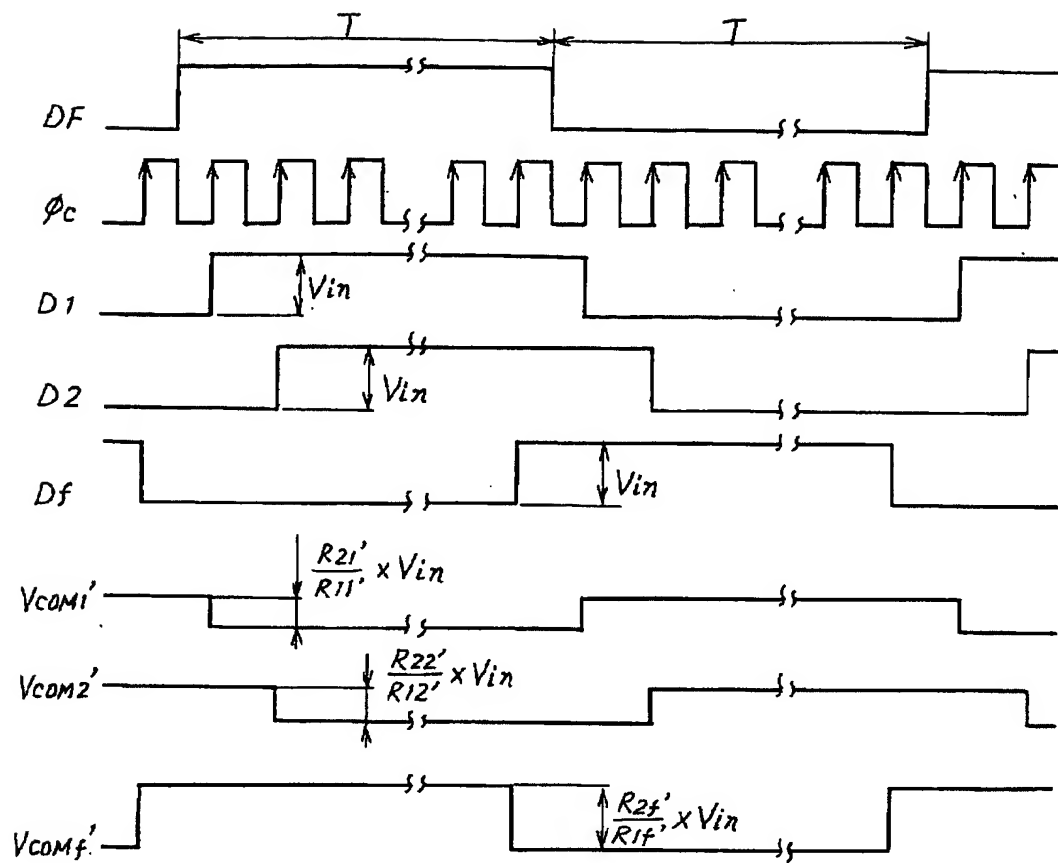 T T
DF
φc
D1 Vin
D2 Vin
Df Vin
VCOM1' R21'/R11' × Vin
VCOM2' R22'/R12' × Vin
VCOMf' R2f'/R1f' × Vin